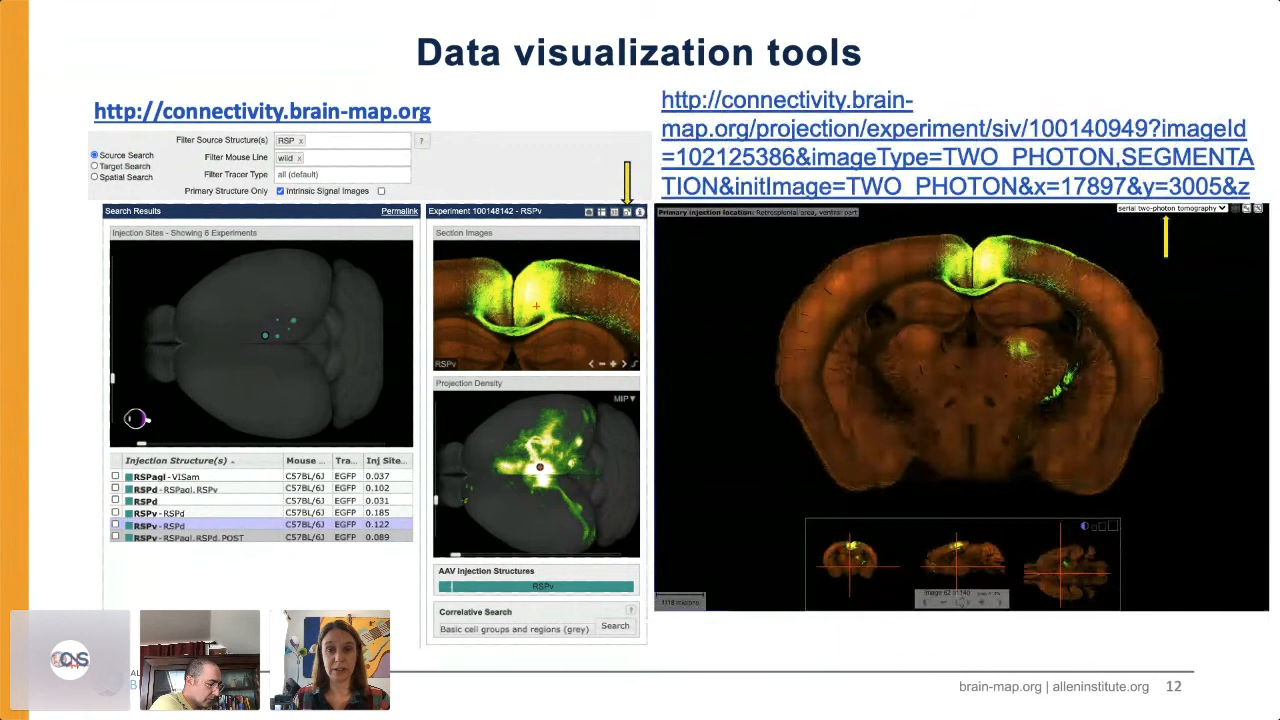 Data visualization tools
http://connectivity.brain-map.org
http://connectivity.brain-
map.org/projection/experiment/siv/100140949?imageId
=102125386&imageType=TWO_PHOTON,SEGMENTA
TION&initImage=TWO_PHOTON&x=17897&y=3005&z
Filter Source Structure(s) RSP x ?
Source Search
Target Search
Spatial Search
Filter Mouse Line wild x
Filter Tracer Type all (default)
Primary Structure Only Intrinsic Signal Images
Search Results Permalink
Injection Sites - Showing 6 Experiments
Injection Structure(s) Mouse ... Tra... Inj Site...
RSPagl - VISam C57BL/6J EGFP 0.037
RSPd - RSPagl, RSPv C57BL/6J EGFP 0.102
RSPd C57BL/6J EGFP 0.031
RSPv - RSPd C57BL/6J EGFP 0.185
RSPv - RSPd C57BL/6J EGFP 0.122
RSPv - RSPagl, RSPd, POST C57BL/6J EGFP 0.089
Experiment 100148142 - RSPv
Section Images
RSPv
Projection Density
MIP
AAV Injection Structures
RSPv
Correlative Search ?
Basic cell groups and regions (grey) Search
Primary injection location: Retrosplenial area, ventral part
serial two-photon tomography
1118 microns
brain-map.org | alleninstitute.org 12